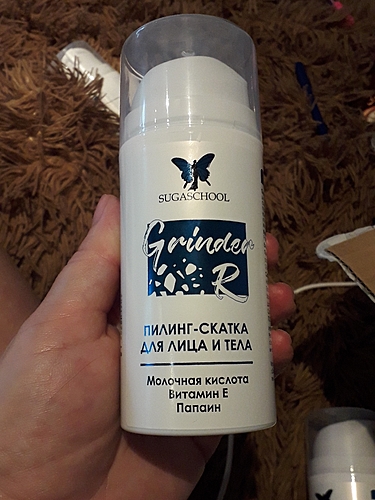 SUGASCHOOL
Grinder
R
ПИЛИНГ-СКАТКА
ДЛЯ ЛИЦА И ТЕЛА
Молочная кислота
Витамин Е
Папаин